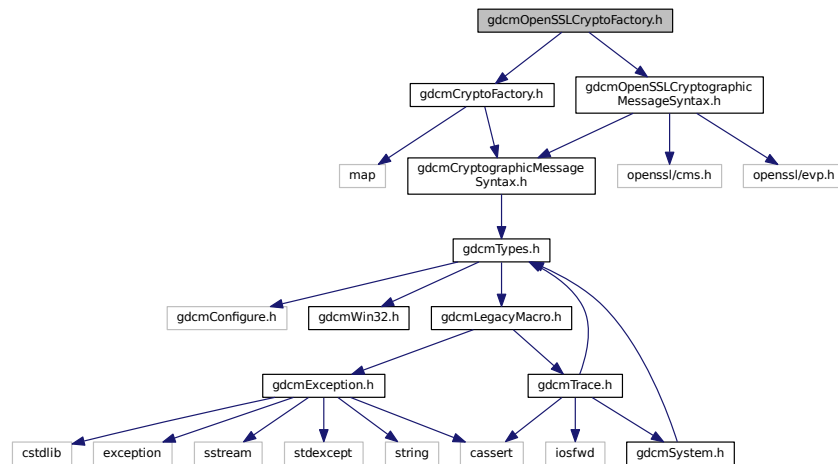 gdcmOpenSSLCryptoFactory.h
gdcmCryptoFactory.h
gdcmOpenSSLCryptographic
MessageSyntax.h
map
gdcmCryptographicMessage
Syntax.h
openssl/cms.h
openssl/evp.h
gdcmTypes.h
gdcmConfigure.h
gdcmWin32.h
gdcmLegacyMacro.h
gdcmException.h
gdcmTrace.h
cstdlib
exception
sstream
stdexcept
string
cassert
iosfwd
gdcmSystem.h